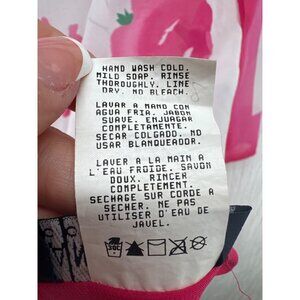 HAND WASH COLD.
MILD SOAP. RINSE
THOROUGHLY. LINE
DRY. NO BLEACH.
LAVAR A MANO CON
AGUA FRIA. JABON
SUAVE. ENJUAGAR
COMPLETAMENTE.
SECAR COLGADO. NO
USAR BLANQUEADOR.
LAVER A LA MAIN A
L'EAU FROIDE. SAVON
DOUX. RINCER
COMPLETEMENT.
SECHAGE SUR CORDE A
SECHER. NE PAS
UTILISER D'EAU DE
JAVEL.